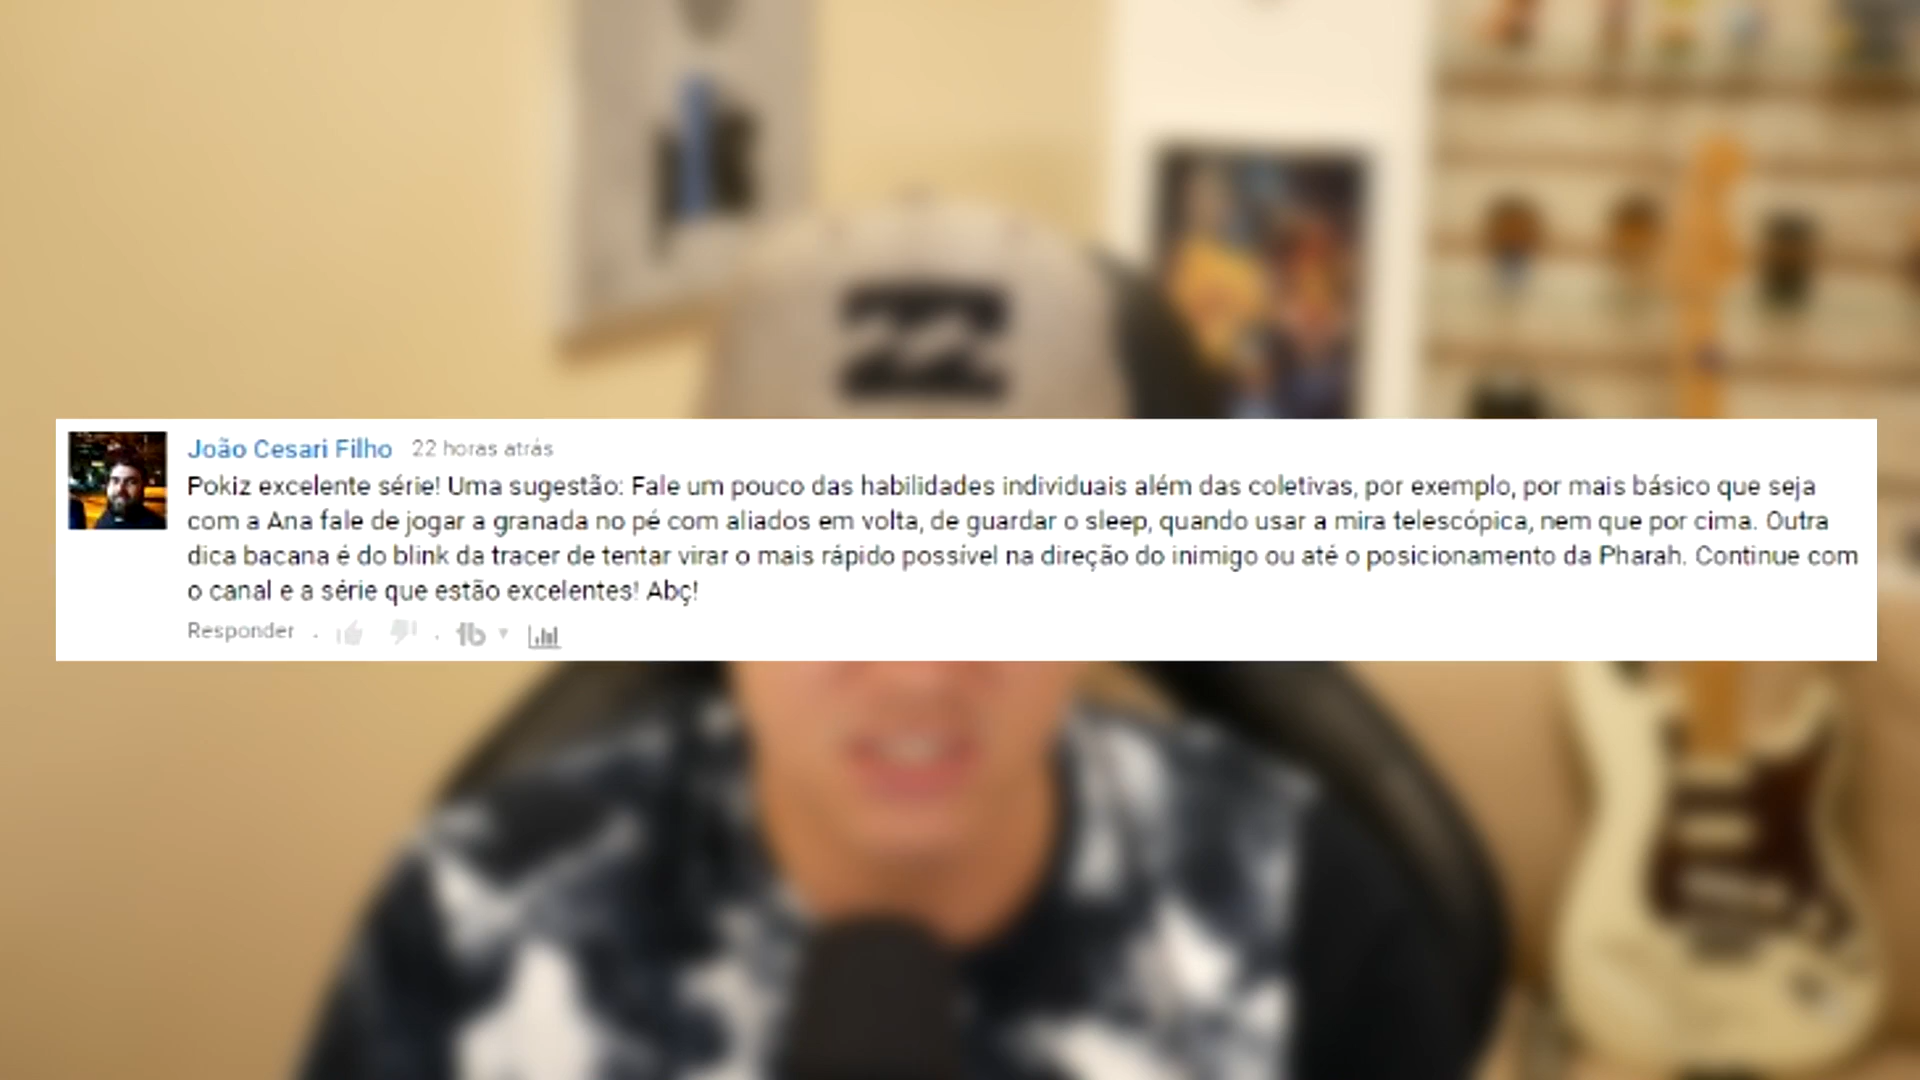 João Cesari Filho 22 horas atrás
Pokiz excelente série! Uma sugestão: Fale um pouco das habilidades individuais além das coletivas, por exemplo, por mais básico que seja
com a Ana fale de jogar a granada no pé com aliados em volta, de guardar o sleep, quando usar a mira telescópica, nem que por cima. Outra
dica bacana é do blink da tracer de tentar virar o mais rápido possível na direção do inimigo ou até o posicionamento da Pharah. Continue com
o canal e a série que estão excelentes! Abç!
Responder